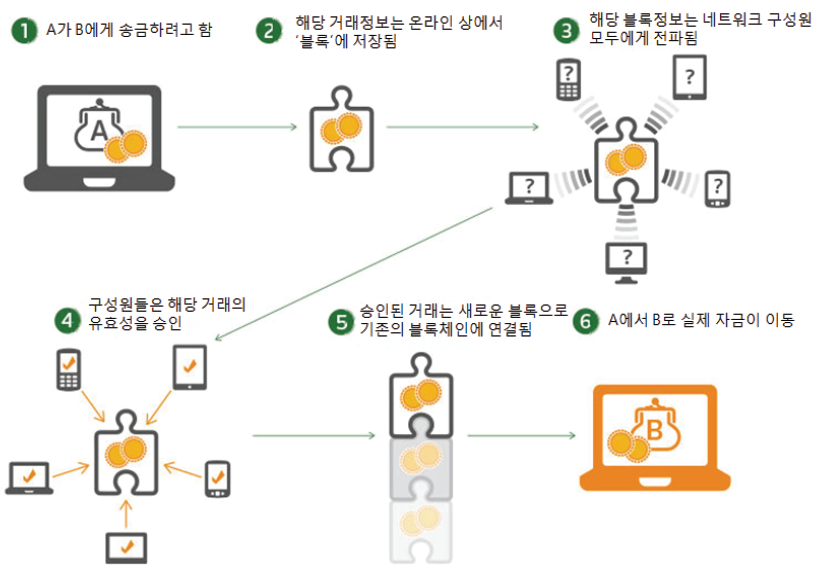 1 A가 B에게 송금하려고 함
2 해당 거래정보는 온라인 상에서
‘블록’에 저장됨
3 해당 블록정보는 네트워크 구성원
모두에게 전파됨
A
?
?
?
?
?
4 구성원들은 해당 거래의
유효성을 승인
5 승인된 거래는 새로운 블록으로
기존의 블록체인에 연결됨
6 A에서 B로 실제 자금이 이동
B